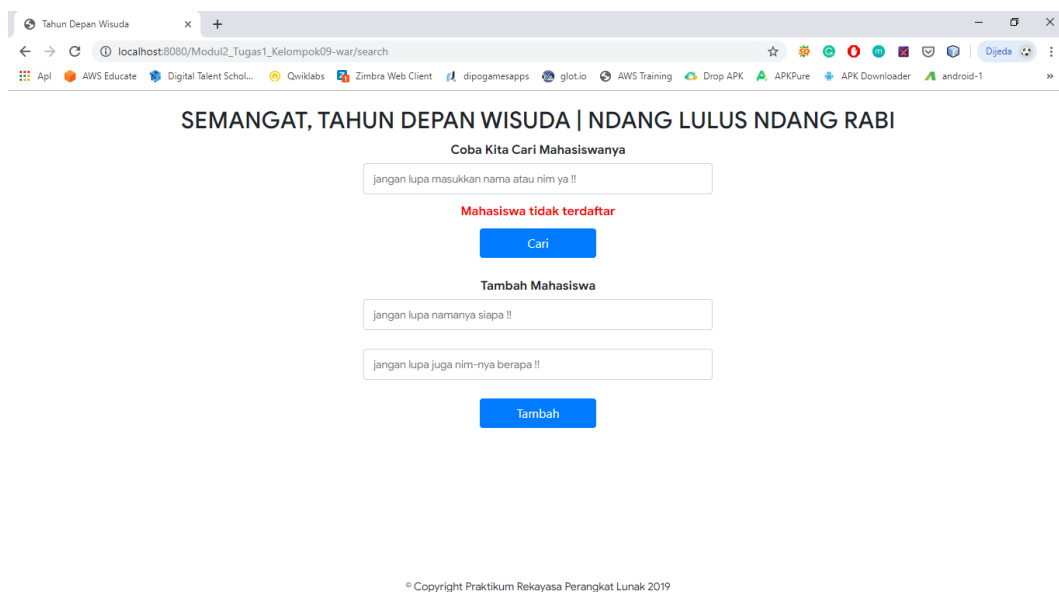 Tahun Depan Wisuda
localhost:8080/Modul2_Tugas1_Kelompok09-war/search
Dijeda
Apl AWS Educate Digital Talent Schol... Qwiklabs Zimbra Web Client dipogamesapps glot.io AWS Training Drop APK APKPure APK Downloader android-1
SEMANGAT, TAHUN DEPAN WISUDA | NDANG LULUS NDANG RABI
Coba Kita Cari Mahasiswanya
jangan lupa masukkan nama atau nim ya !!
Mahasiswa tidak terdaftar
Cari
Tambah Mahasiswa
jangan lupa namanya siapa !!
jangan lupa juga nim-nya berapa !!
Tambah
© Copyright Praktikum Rekayasa Perangkat Lunak 2019